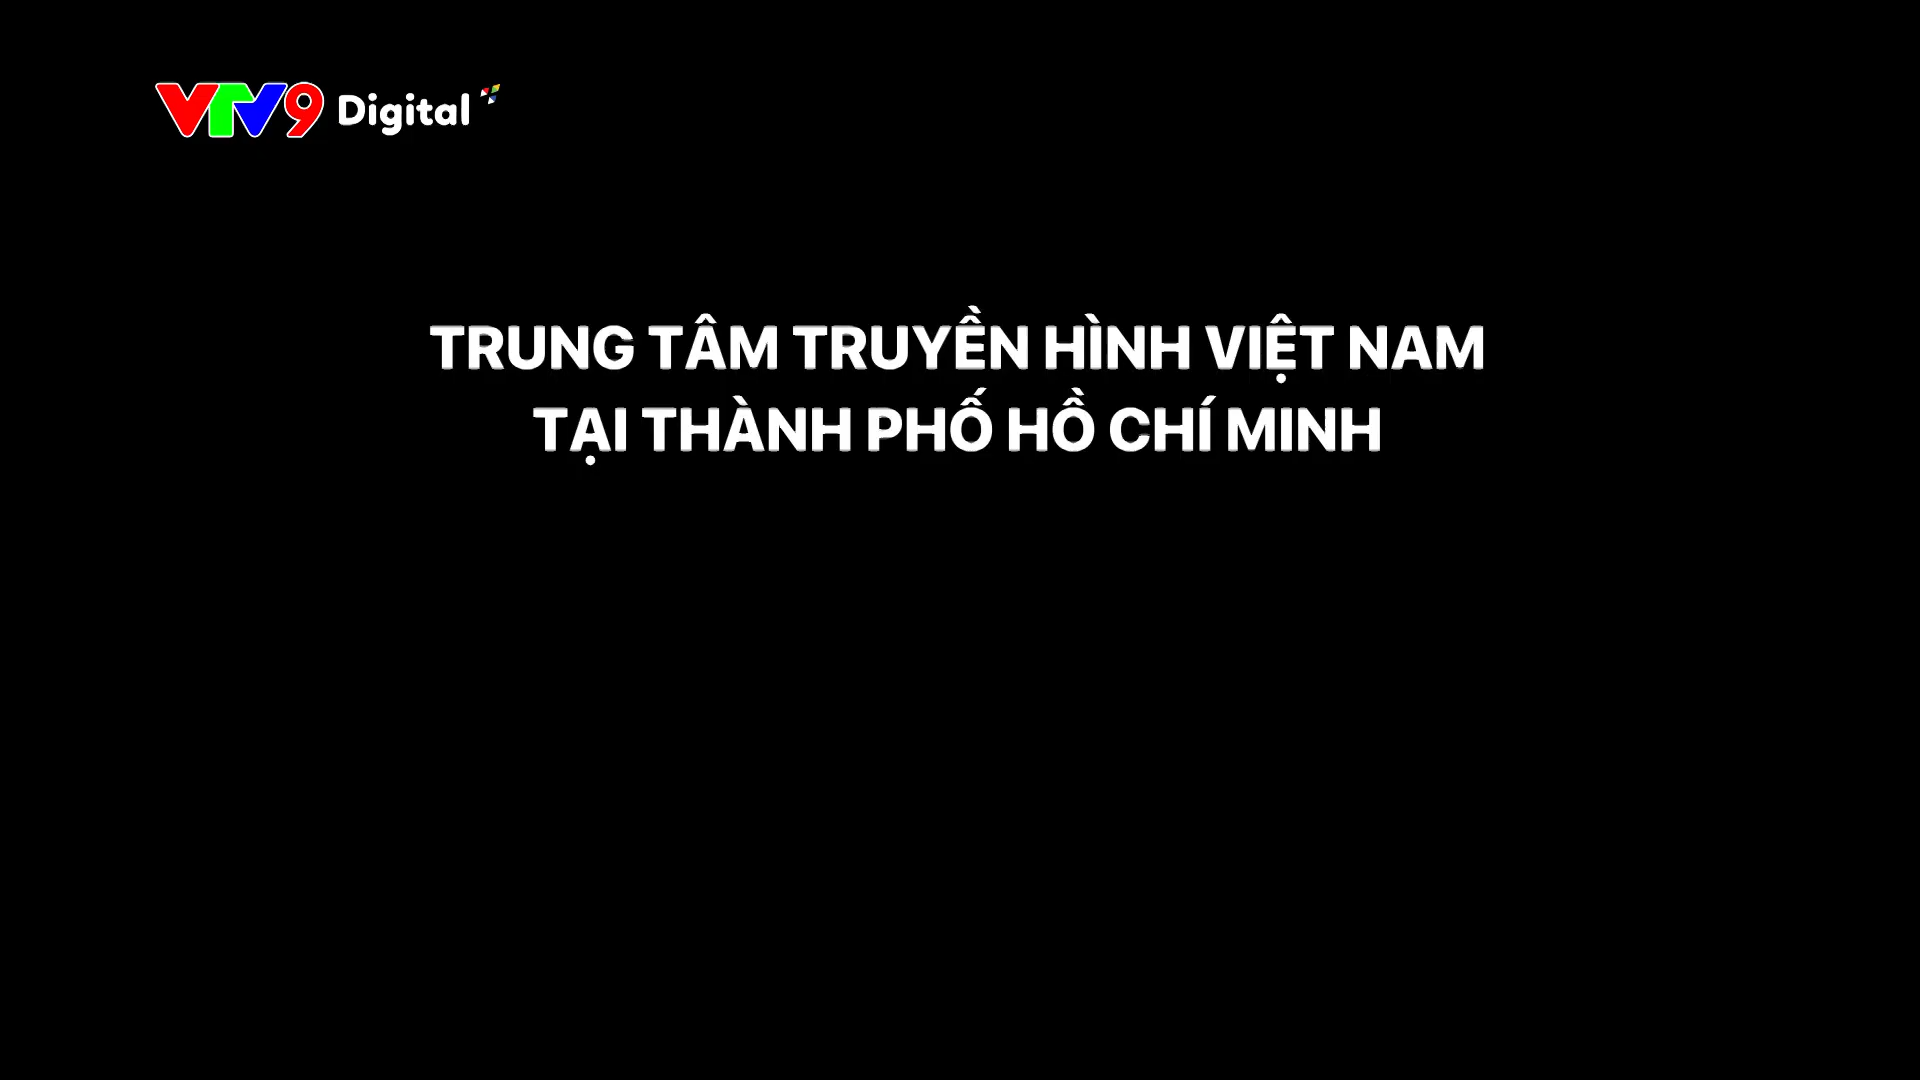 VTV9 Digital
TRUNG TÂM TRUYỀN HÌNH VIỆT NAM
TẠI THÀNH PHỐ HỒ CHÍ MINH